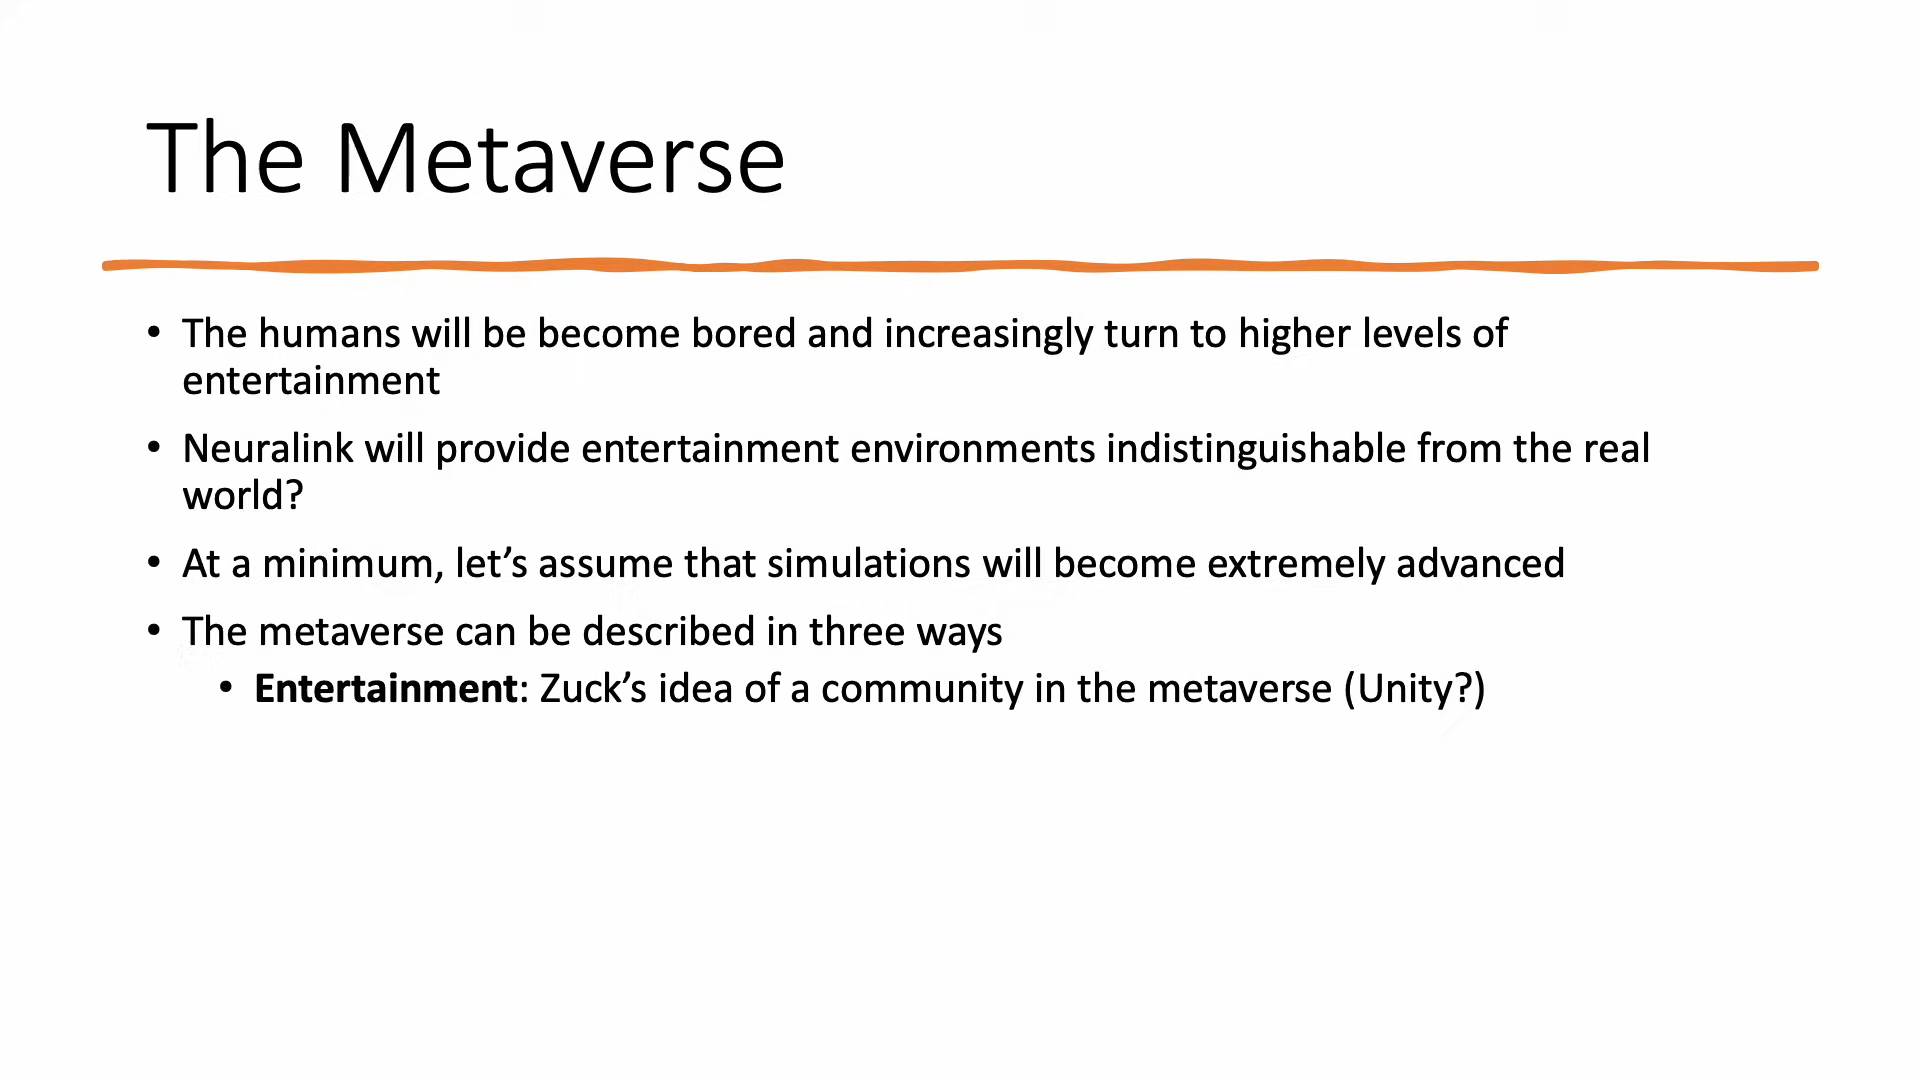 The Metaverse
• The humans will be become bored and increasingly turn to higher levels of
entertainment
• Neuralink will provide entertainment environments indistinguishable from the real
world?
• At a minimum, let’s assume that simulations will become extremely advanced
• The metaverse can be described in three ways
• Entertainment: Zuck’s idea of a community in the metaverse (Unity?)